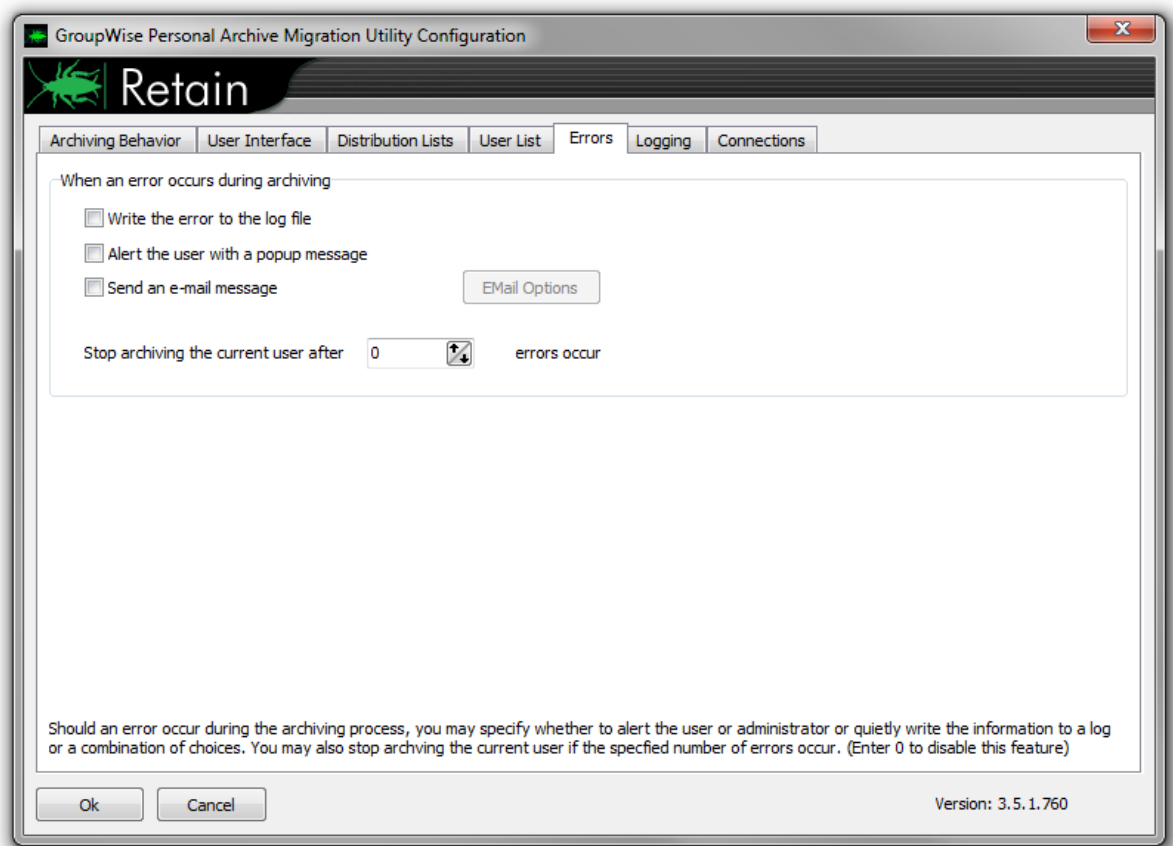 GroupWise Personal Archive Migration Utility Configuration
Retain
Archiving Behavior User Interface Distribution Lists User List Errors Logging Connections
When an error occurs during archiving
Write the error to the log file
Alert the user with a popup message
Send an e-mail message EMail Options
Stop archiving the current user after 0 errors occur
Should an error occur during the archiving process, you may specify whether to alert the user or administrator or quietly write the information to a log
or a combination of choices. You may also stop archving the current user if the specfied number of errors occur. (Enter 0 to disable this feature)
Ok Cancel Version: 3.5.1.760